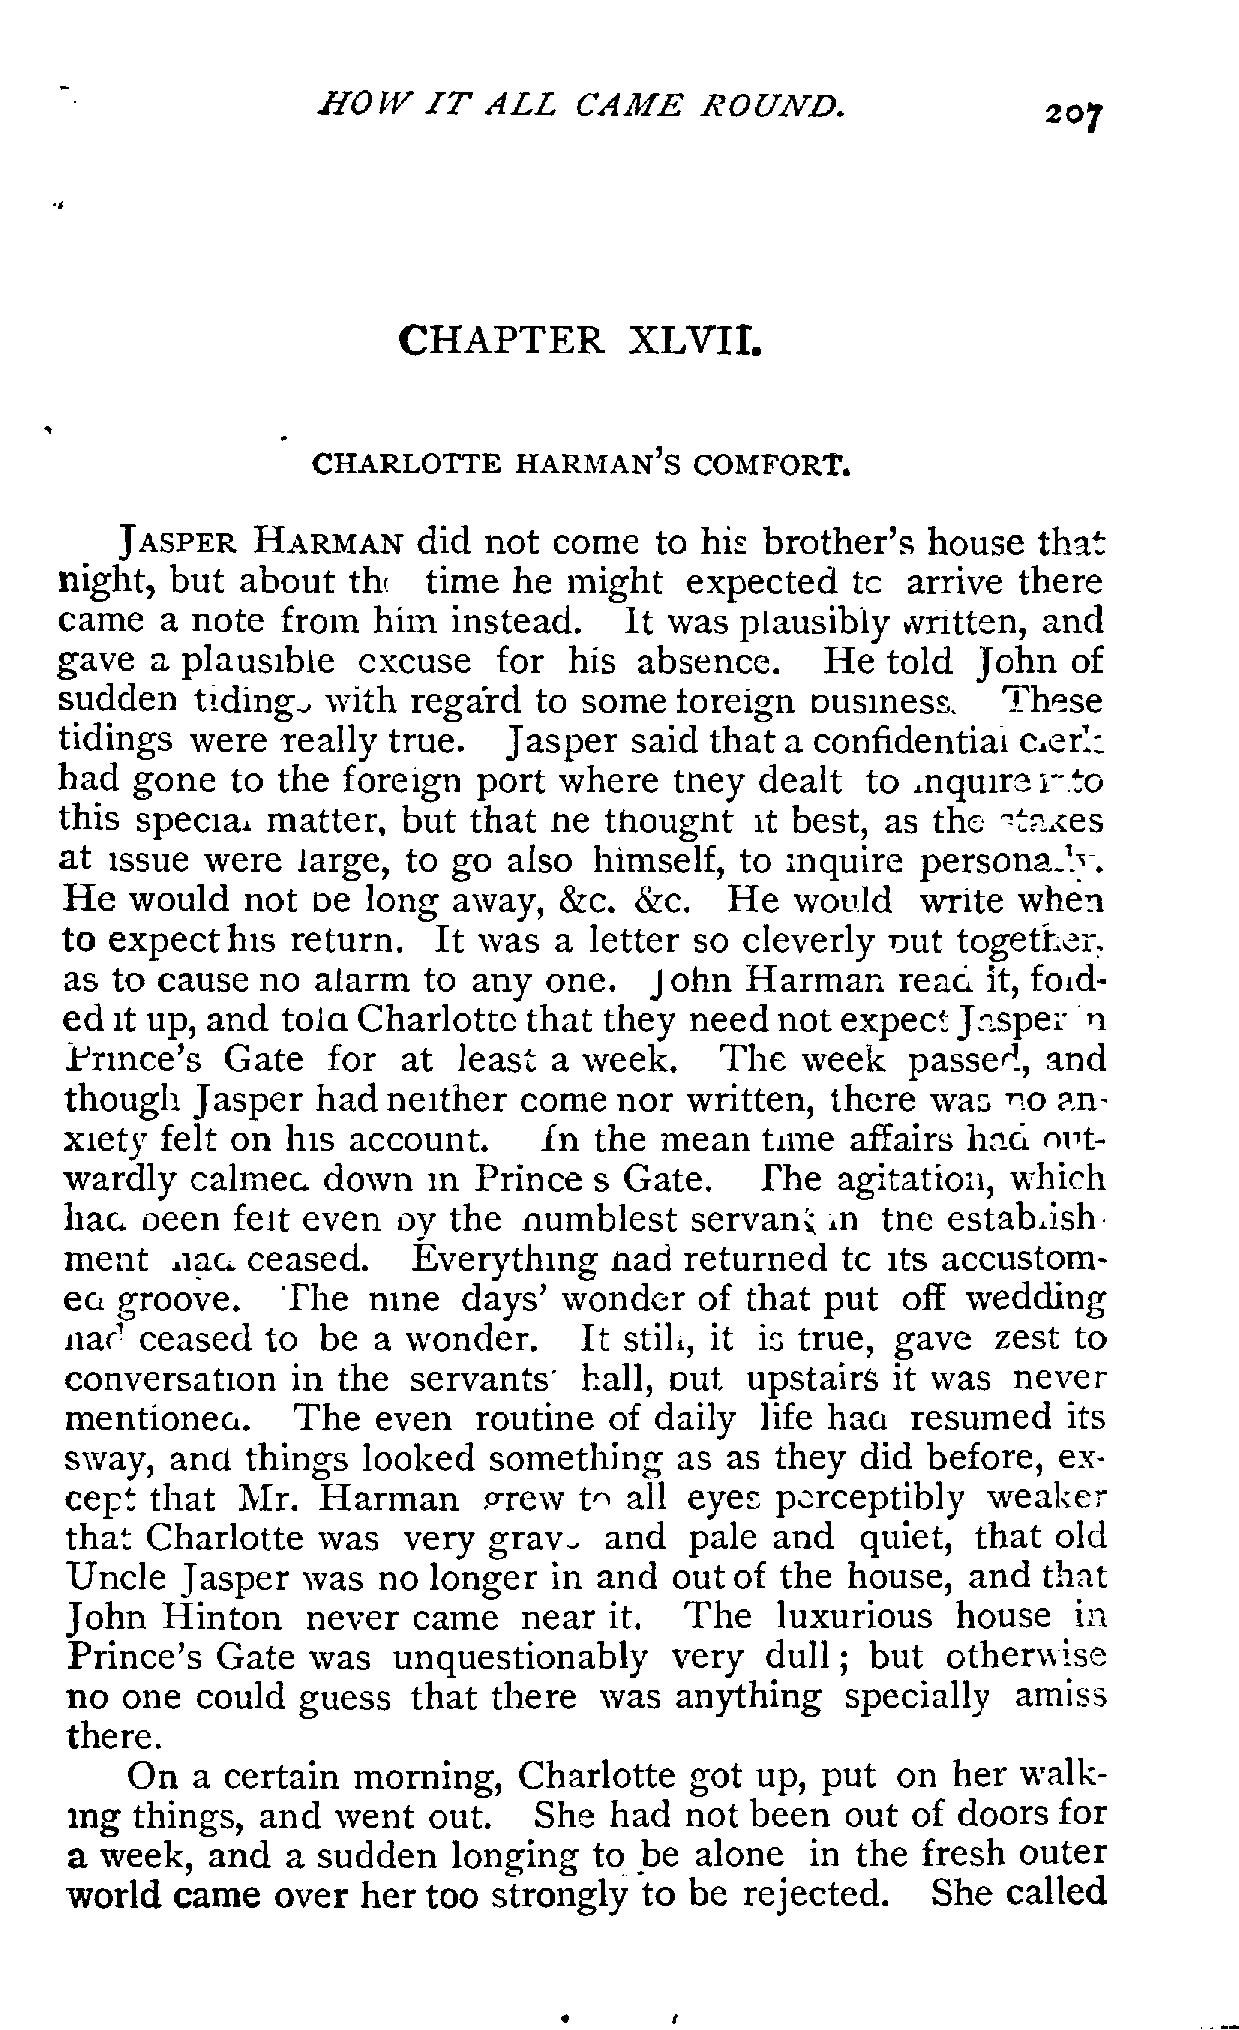 HOW IT ALL CAME ROUND. 207
CHAPTER XLVII.
CHARLOTTE HARMAN'S COMFORT.
JASPER HARMAN did not come to his brother's house that
night, but about the time he might expected to arrive there
came a note from him instead. It was plausibly written, and
gave a plausible excuse for his absence. He told John of
sudden tidings with regard to some foreign business. These
tidings were really true. Jasper said that a confidential clerk
had gone to the foreign port where they dealt to inquire into
this special matter, but that he thought it best, as the stakes
at issue were large, to go also himself, to inquire personally.
He would not be long away, &c. &c. He would write when
to expect his return. It was a letter so cleverly put together,
as to cause no alarm to any one. John Harman read it, fold-
ed it up, and told Charlotte that they need not expect Jasper in
Prince's Gate for at least a week. The week passed, and
though Jasper had neither come nor written, there was no an-
xiety felt on his account. In the mean time affairs had out-
wardly calmed down in Prince's Gate. The agitation, which
had been felt even by the humblest servant in the establish-
ment had ceased. Everything had returned to its accustom-
ed groove. The nine days' wonder of that put off wedding
had ceased to be a wonder. It still, it is true, gave zest to
conversation in the servants' hall, but upstairs it was never
mentioned. The even routine of daily life had resumed its
sway, and things looked something as as they did before, ex-
cept that Mr. Harman grew to all eyes perceptibly weaker
that Charlotte was very grave and pale and quiet, that old
Uncle Jasper was no longer in and out of the house, and that
John Hinton never came near it. The luxurious house in
Prince's Gate was unquestionably very dull; but otherwise
no one could guess that there was anything specially amiss
there.
On a certain morning, Charlotte got up, put on her walk-
ing things, and went out. She had not been out of doors for
a week, and a sudden longing to be alone in the fresh outer
world came over her too strongly to be rejected. She called